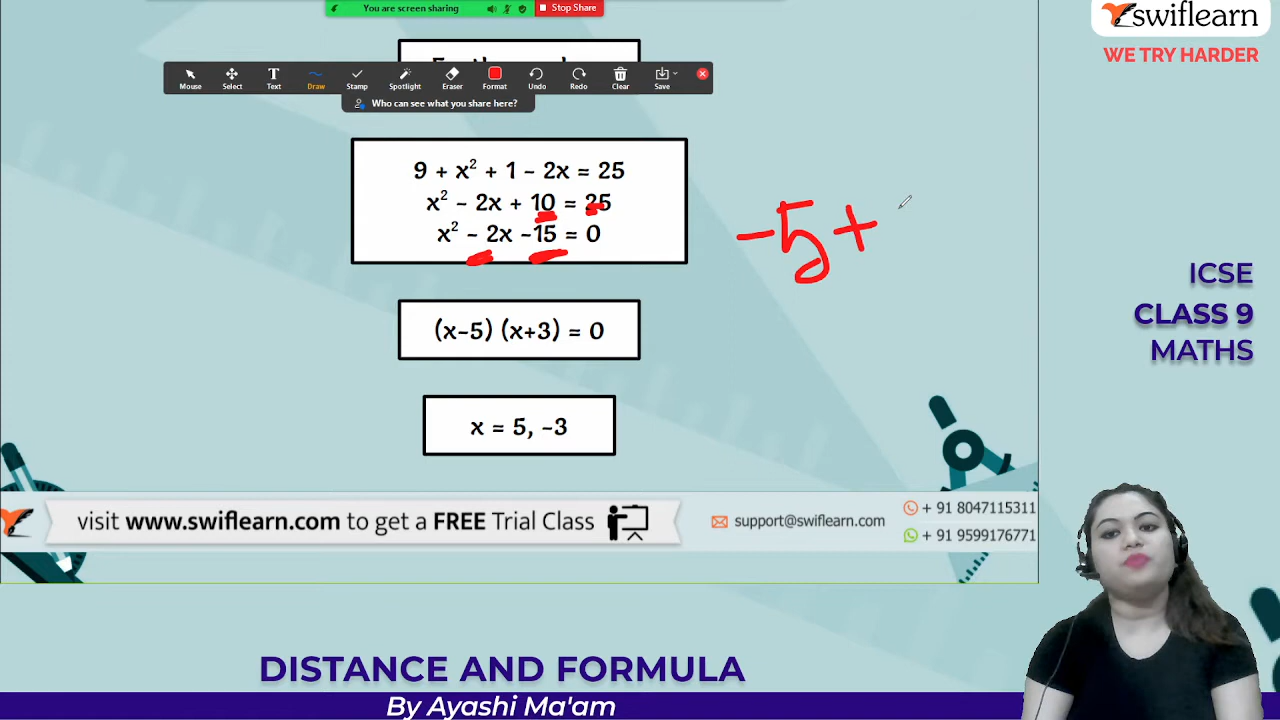 You are screen sharing
Stop Share
swiflearn
WE TRY HARDER
Mouse
Select
Text
Draw
Stamp
Spotlight
Eraser
Format
Undo
Redo
Clear
Save
Who can see what you share here?
9 + x² + 1 – 2x = 25
x² – 2x + 10 = 25
x² – 2x –15 = 0
-5+
(x–5) (x+3) = 0
x = 5, –3
ICSE
CLASS 9
MATHS
visit www.swiflearn.com to get a FREE Trial Class
support@swiflearn.com
+ 91 8047115311
+ 91 9599176771
DISTANCE AND FORMULA
By Ayashi Ma'am